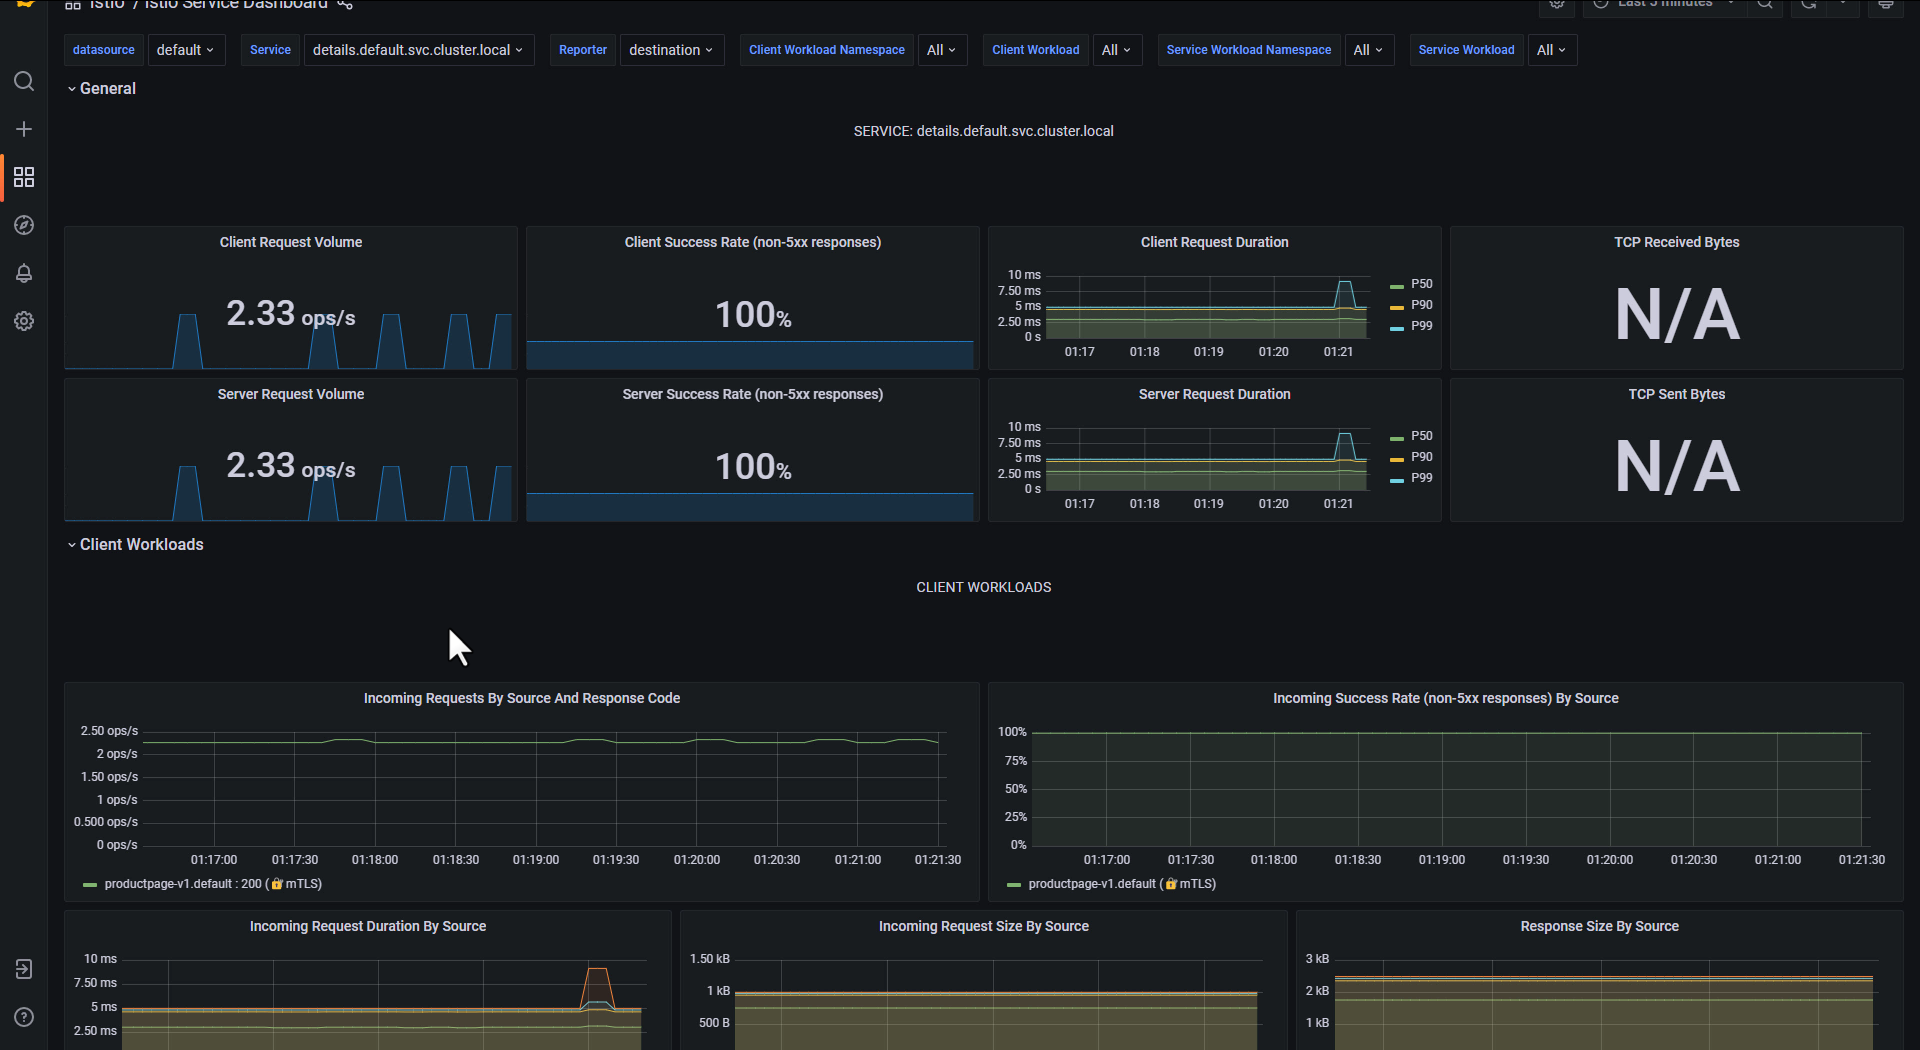 Istio / Istio Service Dashboard
Last 5 minutes
datasource default Service details.default.svc.cluster.local Reporter destination Client Workload Namespace All Client Workload All Service Workload Namespace All Service Workload All
General
SERVICE: details.default.svc.cluster.local
Client Request Volume
2.33 ops/s
Client Success Rate (non-5xx responses)
100%
Client Request Duration
10 ms
7.50 ms
5 ms
2.50 ms
0 s
01:17 01:18 01:19 01:20 01:21
P50
P90
P99
TCP Received Bytes
N/A
Server Request Volume
2.33 ops/s
Server Success Rate (non-5xx responses)
100%
Server Request Duration
10 ms
7.50 ms
5 ms
2.50 ms
0 s
01:17 01:18 01:19 01:20 01:21
P50
P90
P99
TCP Sent Bytes
N/A
Client Workloads
CLIENT WORKLOADS
Incoming Requests By Source And Response Code
2.50 ops/s
2 ops/s
1.50 ops/s
1 ops/s
0.500 ops/s
0 ops/s
01:17:00 01:17:30 01:18:00 01:18:30 01:19:00 01:19:30 01:20:00 01:20:30 01:21:00 01:21:30
productpage-v1.default : 200 (🔐mTLS)
Incoming Success Rate (non-5xx responses) By Source
100%
75%
50%
25%
0%
01:17:00 01:17:30 01:18:00 01:18:30 01:19:00 01:19:30 01:20:00 01:20:30 01:21:00 01:21:30
productpage-v1.default (🔐mTLS)
Incoming Request Duration By Source
10 ms
7.50 ms
5 ms
2.50 ms
Incoming Request Size By Source
1.50 kB
1 kB
500 B
Response Size By Source
3 kB
2 kB
1 kB